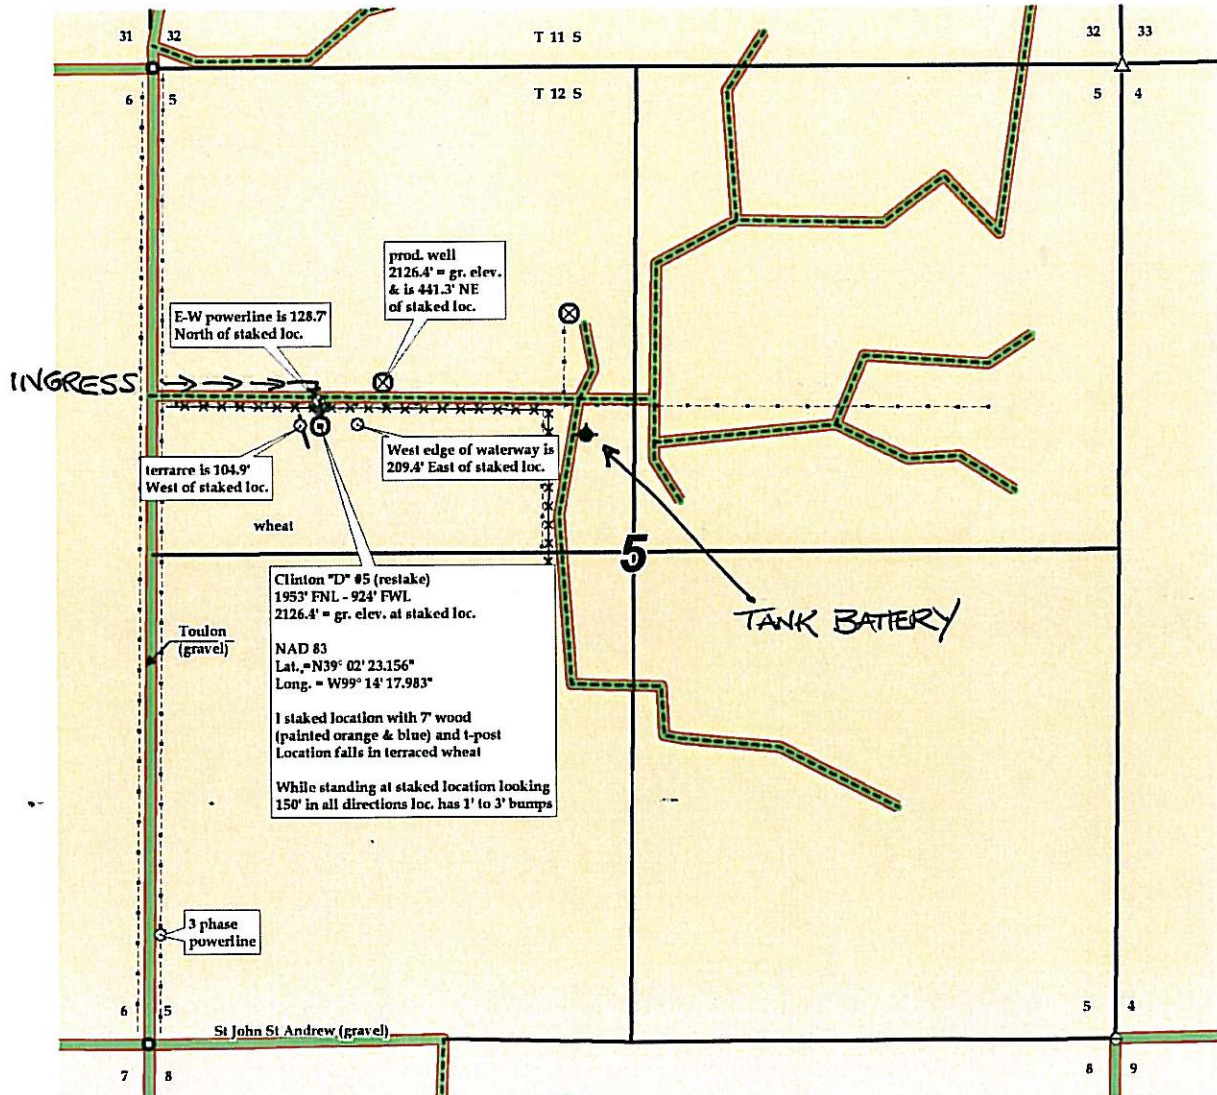 31 32
T 11 S
32 33
6 5
T 12 S
5 4
prod. well
2126.4' = gr. elev.
& is 441.3' NE
of staked loc.
E-W powerline is 128.7'
North of staked loc.
INGRESS
West edge of waterway is
209.4' East of staked loc.
terrarce is 104.9'
West of staked loc.
wheat
5
Clinton "D" #5 (restake)
1953' FNL - 924' FWL
2126.4' = gr. elev. at staked loc.
NAD 83
Lat.,=N39° 02' 23.156"
Long. = W99° 14' 17.983"
I staked location with 7' wood
(painted orange & blue) and t-post
Location falls in terraced wheat
While standing at staked location looking
150' in all directions loc. has 1' to 3' bumps
TANK BATTERY
Toulon
(gravel)
3 phase
powerline
6 5
St John St Andrew (gravel)
5 4
7 8
8 9